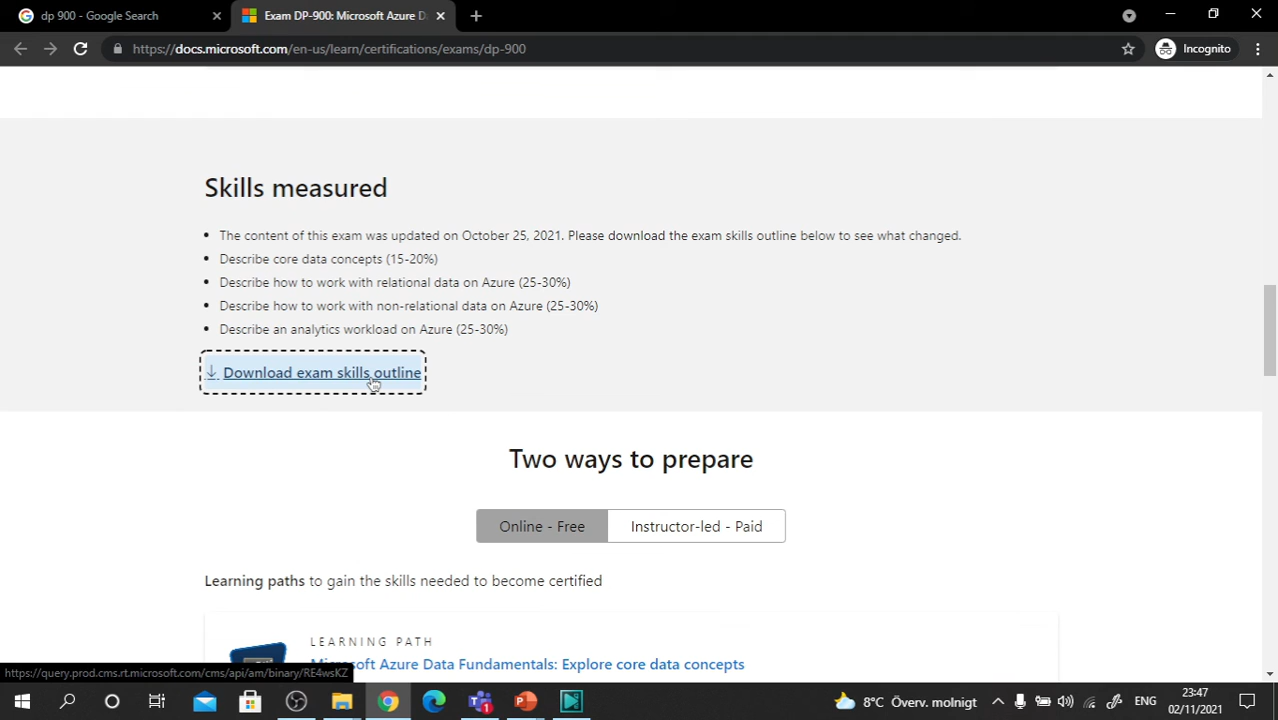 dp 900 - Google Search
Exam DP-900: Microsoft Azure D
https://docs.microsoft.com/en-us/learn/certifications/exams/dp-900
Incognito
Skills measured
• The content of this exam was updated on October 25, 2021. Please download the exam skills outline below to see what changed.
• Describe core data concepts (15-20%)
• Describe how to work with relational data on Azure (25-30%)
• Describe how to work with non-relational data on Azure (25-30%)
• Describe an analytics workload on Azure (25-30%)
Download exam skills outline
Two ways to prepare
Online - Free
Instructor-led - Paid
Learning paths to gain the skills needed to become certified
LEARNING PATH
Microsoft Azure Data Fundamentals: Explore core data concepts
https://query.prod.cms.rt.microsoft.com/cms/api/am/binary/RE4wsKZ
8°C Överv. molnigt
ENG
23:47
02/11/2021